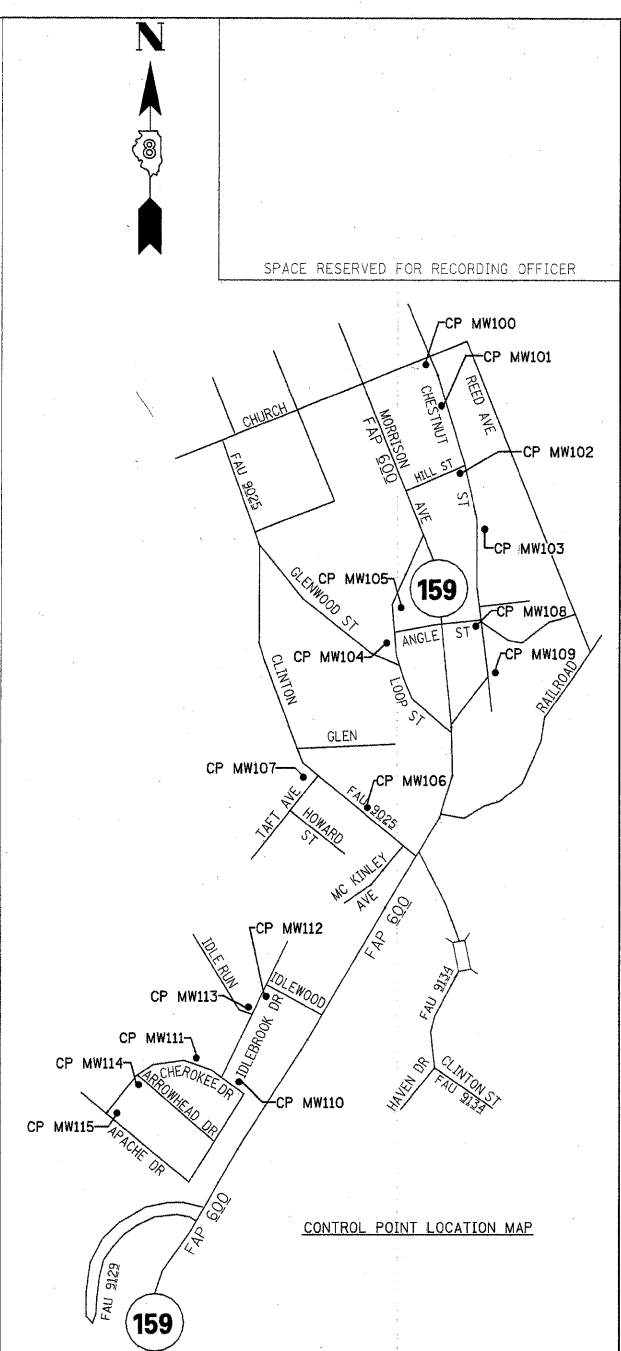 N
8
SPACE RESERVED FOR RECORDING OFFICER
CP MW100
CP MW101
CHURCH
CHESTNUT
ST
REED AVE
MORRISON
AVE
FAP 600
HILL ST
CP MW102
FAU 9025
CP MW103
GLENWOOD ST
CP MW105
159
CP MW108
ANGLE ST
CP MW104
CP MW109
CLINTON
LOOP ST
RAILROAD
GLEN
CP MW107
CP MW106
FAU 9025
TAFT AVE
HOWARD
ST
MC KINLEY
AVE
FAP 600
CP MW112
IDLE RUN
IDLEWOOD
CP MW113
IDLEBROOK DR
FAU 9134
CP MW111
CHEROKEE DR
CP MW114
ARROWHEAD DR
CP MW110
HAVEN DR
CLINTON ST
FAU 9134
CP MW115
APACHE DR
FAP 600
CONTROL POINT LOCATION MAP
FAU 9129
159